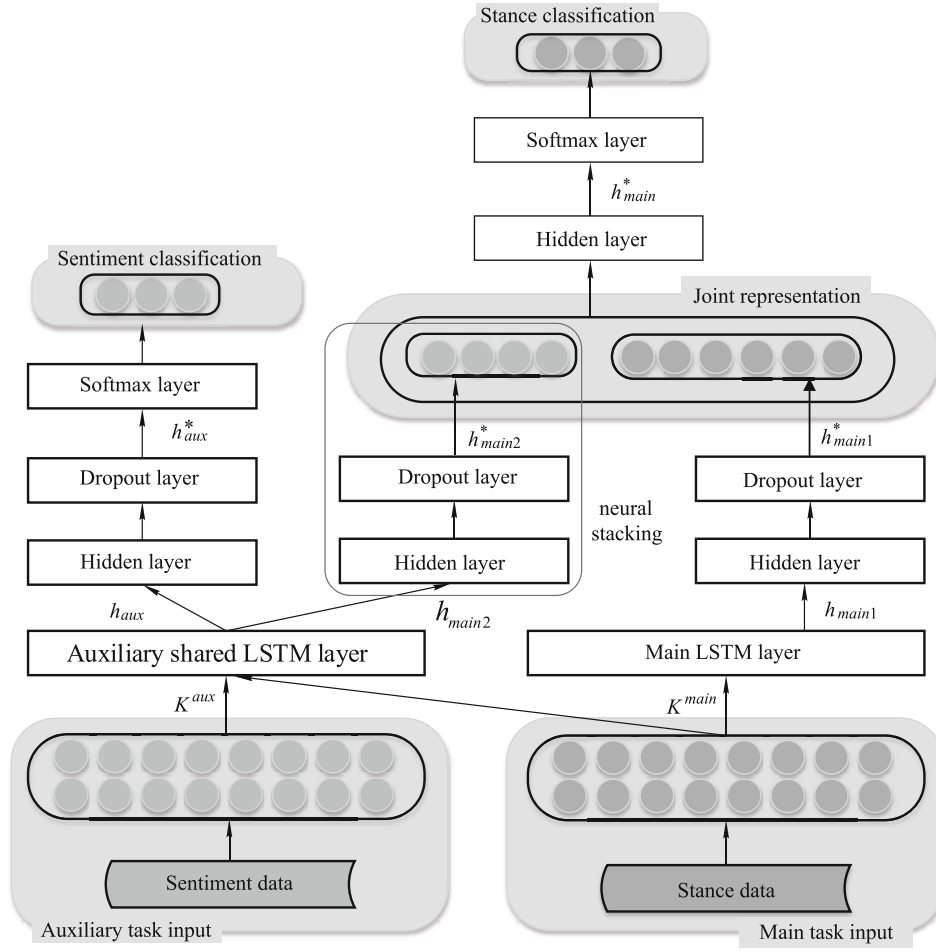 Stance classification
Softmax layer
h*main
Hidden layer
Sentiment classification
Joint representation
Softmax layer
h*aux
h*main2
h*main1
Dropout layer
Dropout layer
Dropout layer
neural
stacking
Hidden layer
Hidden layer
Hidden layer
haux
hmain2
hmain1
Auxiliary shared LSTM layer
Main LSTM layer
K aux
K main
Sentiment data
Stance data
Auxiliary task input
Main task input